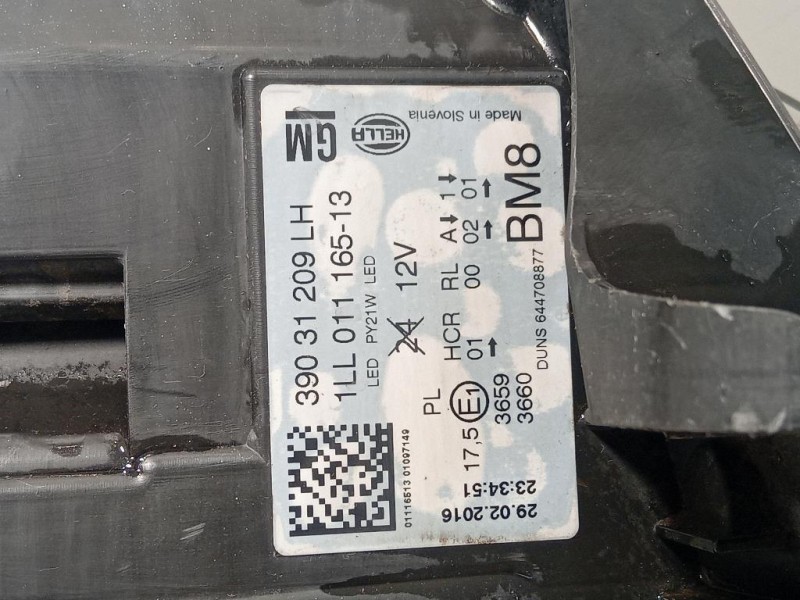 GM
HELLA
Made in Slovenia
390 31 209 LH
1LL 011 165-13
LED PY21W LED
24 12V
PL HCR RL A↓ 1↓
17,5 E1 01 00 02 01
3659
3660
BM8
DUNS 644708877
01116513 01097149
23:34:51
29.02.2016